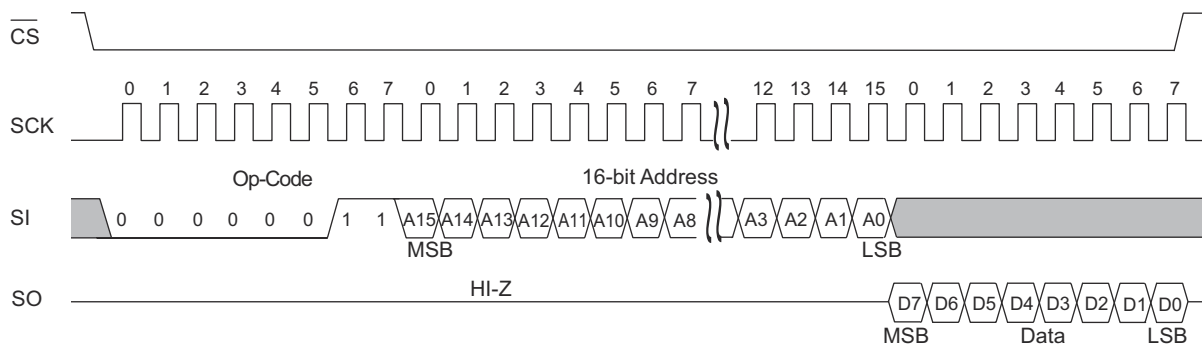 CS
0 1 2 3 4 5 6 7 0 1 2 3 4 5 6 7 12 13 14 15 0 1 2 3 4 5 6 7
SCK
Op-Code 16-bit Address
SI 0 0 0 0 0 0 1 1 A15 A14 A13 A12 A11 A10 A9 A8 A3 A2 A1 A0
MSB LSB
HI-Z
SO D7 D6 D5 D4 D3 D2 D1 D0
MSB Data LSB